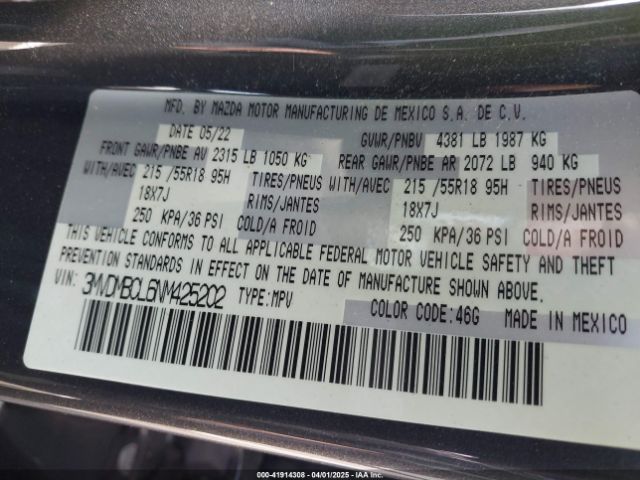 MFD. BY MAZDA MOTOR MANUFACTURING DE MEXICO S.A. DE C.V.
DATE 05/22 GVWR/PNBV 4381 LB 1987 KG
FRONT GAWR/PNBE AV 2315 LB 1050 KG REAR GAWR/PNBE AR 2072 LB 940 KG
WITH/AVEC 215 /55R18 95H TIRES/PNEUS WITH/AVEC 215 /55R18 95H TIRES/PNEUS
18X7J RIMS/JANTES 18X7J RIMS/JANTES
250 KPA/36 PSI COLD/A FROID 250 KPA/36 PSI COLD/A FROID
THIS VEHICLE CONFORMS TO ALL APPLICABLE FEDERAL MOTOR VEHICLE SAFETY AND THEFT
PREVENTION STANDARDS IN EFFECT ON THE DATE OF MANUFACTURE SHOWN ABOVE.
VIN: 3MVDMBCL6NM425202 TYPE:MPV
COLOR CODE:46G MADE IN MEXICO
000-41914308 - 04/01/2025 - IAA Inc.